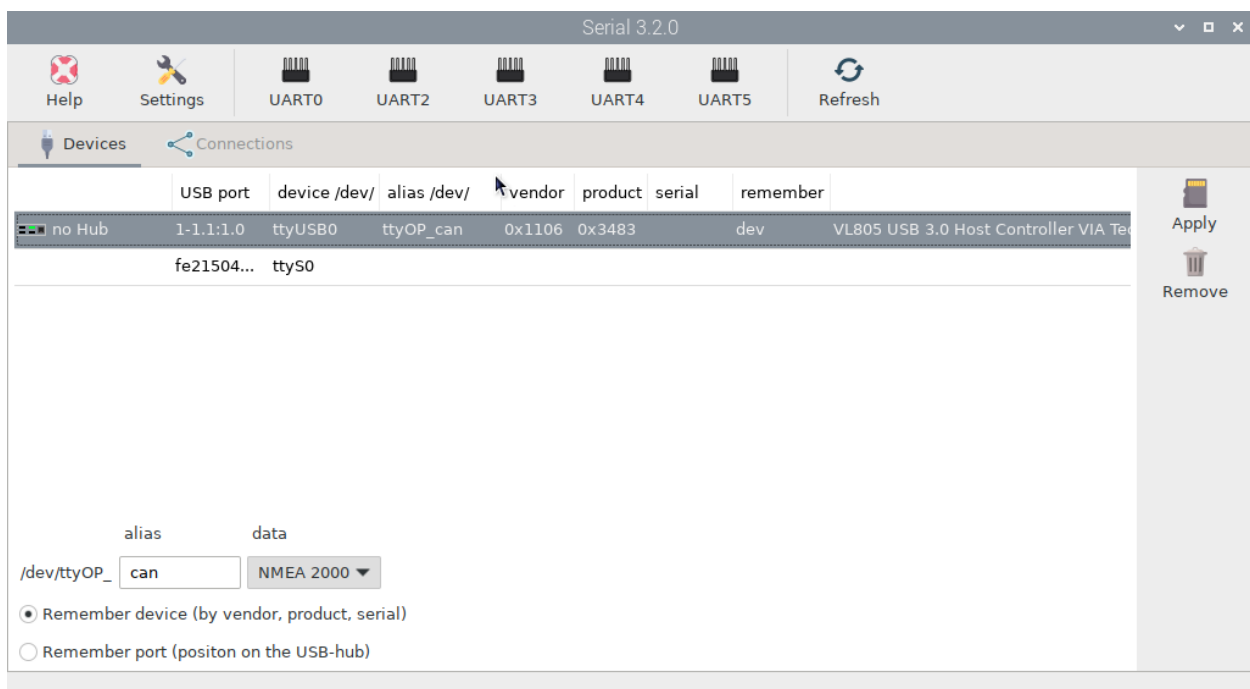 Serial 3.2.0
Help Settings UART0 UART2 UART3 UART4 UART5 Refresh
Devices Connections
USB port device /dev/ alias /dev/ vendor product serial remember
no Hub 1-1.1:1.0 ttyUSB0 ttyOP_can 0x1106 0x3483 dev VL805 USB 3.0 Host Controller VIA Tec
fe21504... ttyS0
Apply
Remove
alias data
/dev/ttyOP_ can NMEA 2000
Remember device (by vendor, product, serial)
Remember port (positon on the USB-hub)